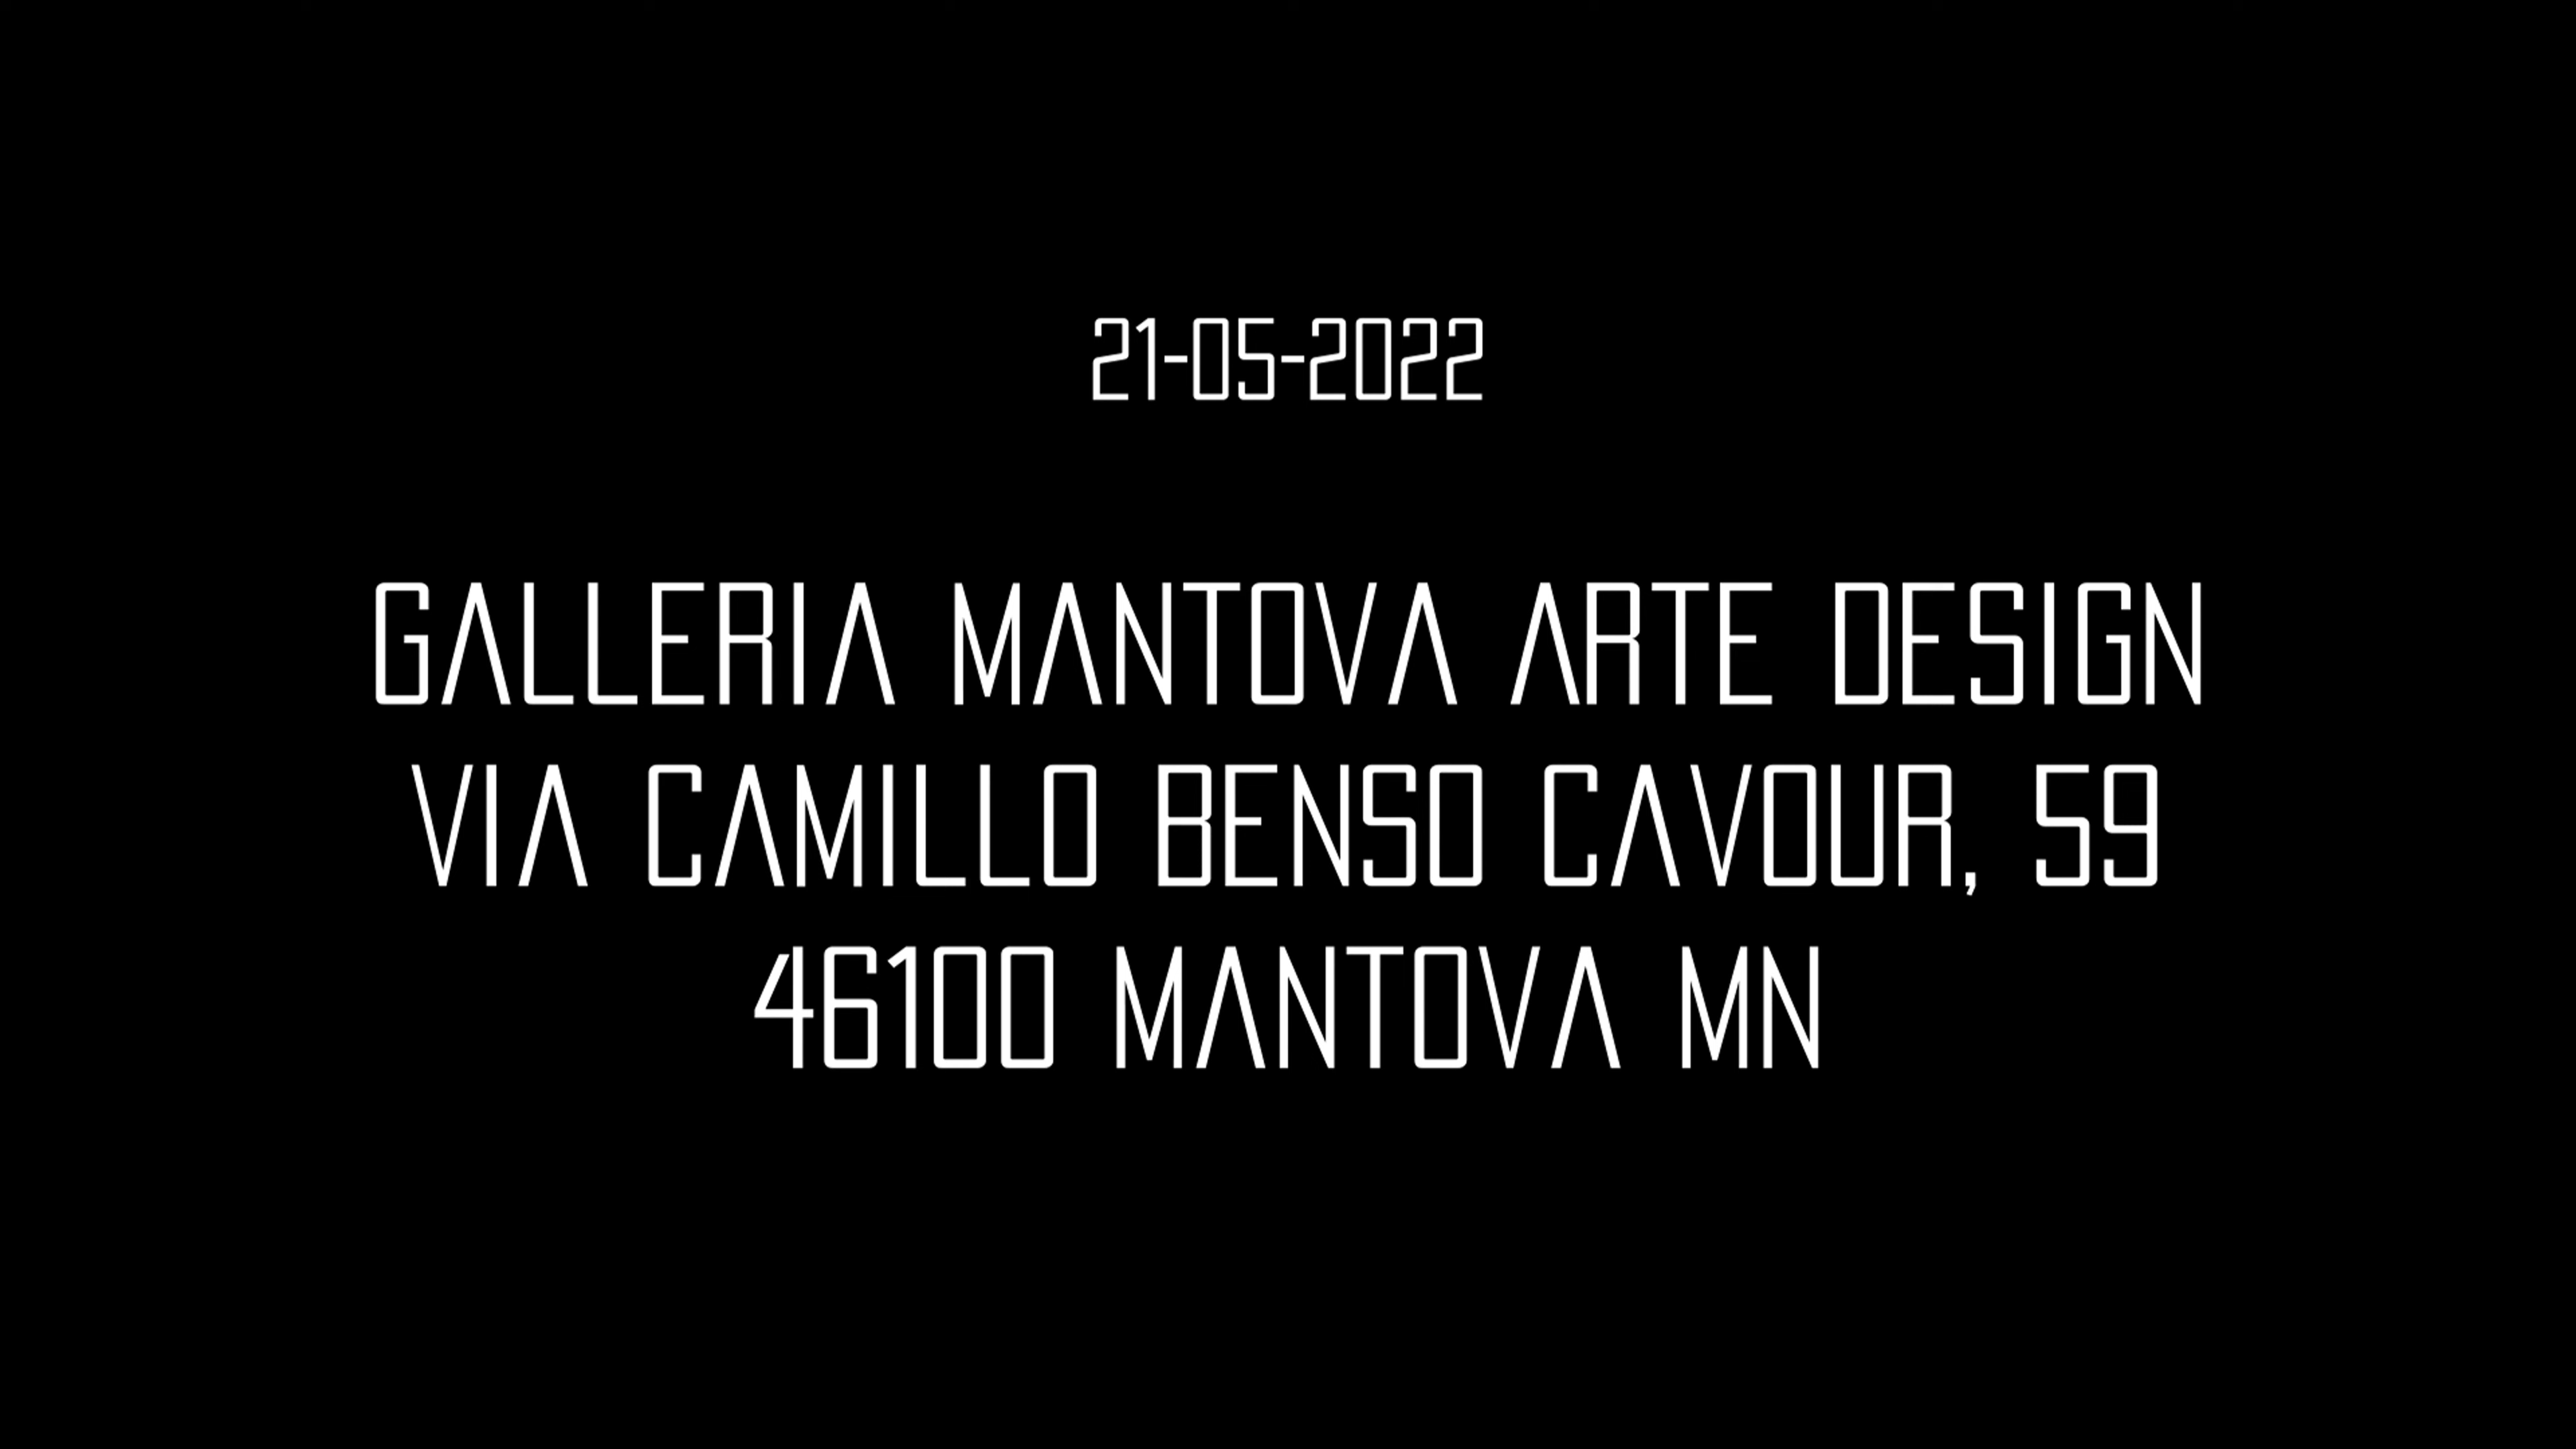 21-05-2022
GALLERIA MANTOVA ARTE DESIGN
VIA CAMILLO BENSO CAVOUR, 59
46100 MANTOVA MN